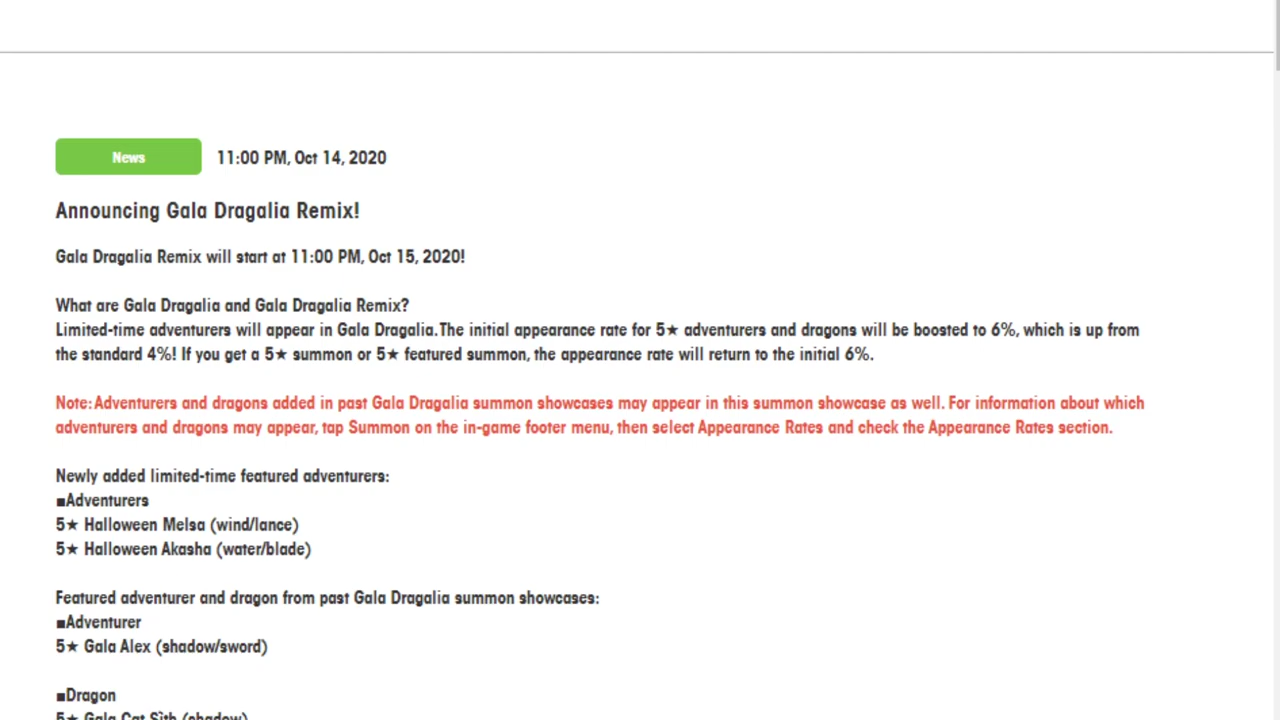 News 11:00 PM, Oct 14, 2020
Announcing Gala Dragalia Remix!
Gala Dragalia Remix will start at 11:00 PM, Oct 15, 2020!
What are Gala Dragalia and Gala Dragalia Remix?
Limited-time adventurers will appear in Gala Dragalia. The initial appearance rate for 5★ adventurers and dragons will be boosted to 6%, which is up from
the standard 4%! If you get a 5★ summon or 5★ featured summon, the appearance rate will return to the initial 6%.
Note: Adventurers and dragons added in past Gala Dragalia summon showcases may appear in this summon showcase as well. For information about which
adventurers and dragons may appear, tap Summon on the in-game footer menu, then select Appearance Rates and check the Appearance Rates section.
Newly added limited-time featured adventurers:
■Adventurers
5★ Halloween Melsa (wind/lance)
5★ Halloween Akasha (water/blade)
Featured adventurer and dragon from past Gala Dragalia summon showcases:
■Adventurer
5★ Gala Alex (shadow/sword)
■Dragon
5★ Gala Cat Sìth (shadow)